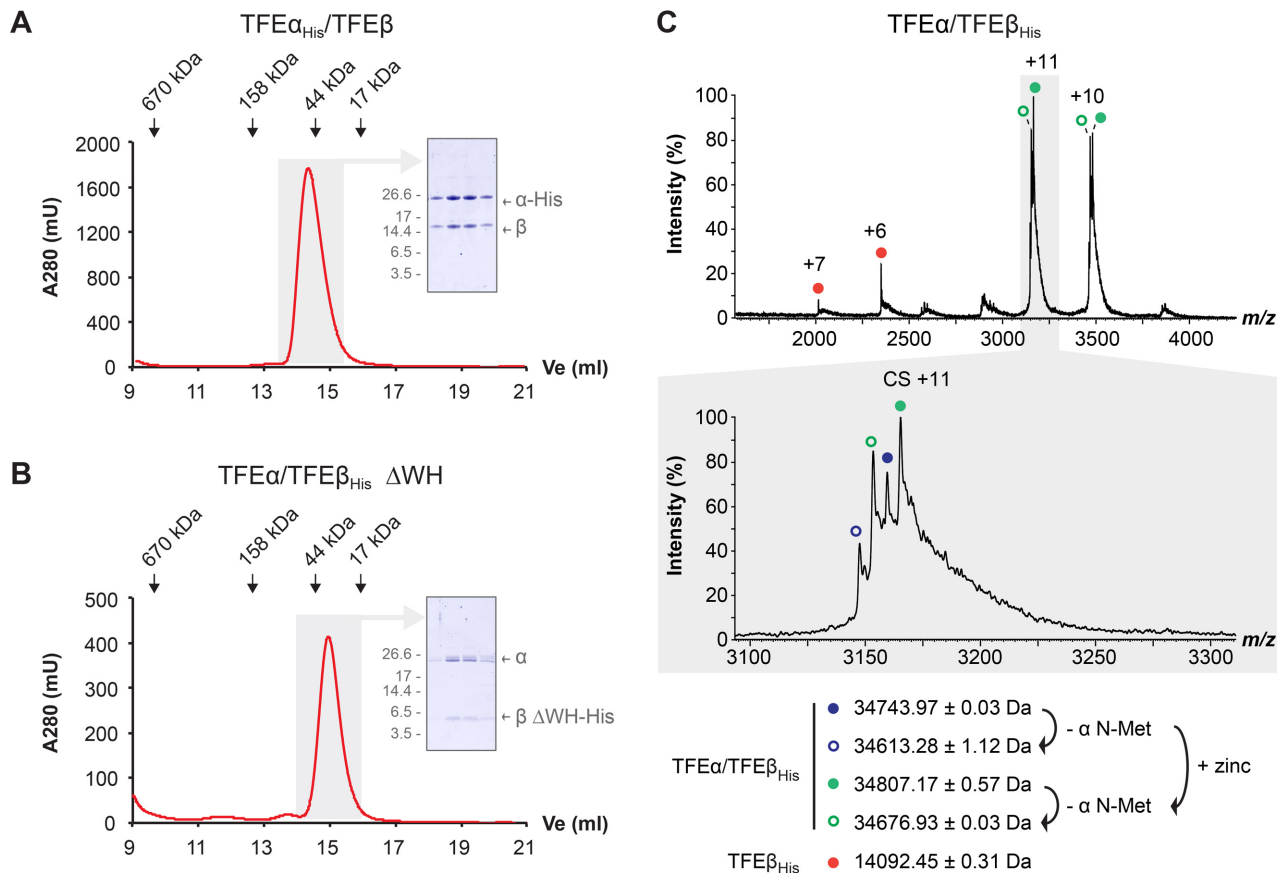 A
TFEαHis/TFEβ
670 kDa
158 kDa
44 kDa
17 kDa
A280 (mU)
2000
1600
1200
800
400
0
9 11 13 15 17 19 21
Ve (ml)
26.6 -
17 -
14.4 -
6.5 -
3.5 -
←α-His
←β
B
TFEα/TFEβHis ΔWH
670 kDa
158 kDa
44 kDa
17 kDa
A280 (mU)
500
400
300
200
100
0
9 11 13 15 17 19 21
Ve (ml)
26.6 -
17 -
14.4 -
6.5 -
3.5 -
←α
←β ΔWH-His
C
TFEα/TFEβHis
Intensity (%)
100
80
60
40
20
0
+7
+6
+11
+10
2000 2500 3000 3500 4000 m/z
CS +11
Intensity (%)
100
80
60
40
20
0
3100 3150 3200 3250 3300 m/z
TFEα/TFEβHis
34743.97 ± 0.03 Da
34613.28 ± 1.12 Da
34807.17 ± 0.57 Da
34676.93 ± 0.03 Da
- α N-Met
- α N-Met
+ zinc
TFEβHis 14092.45 ± 0.31 Da